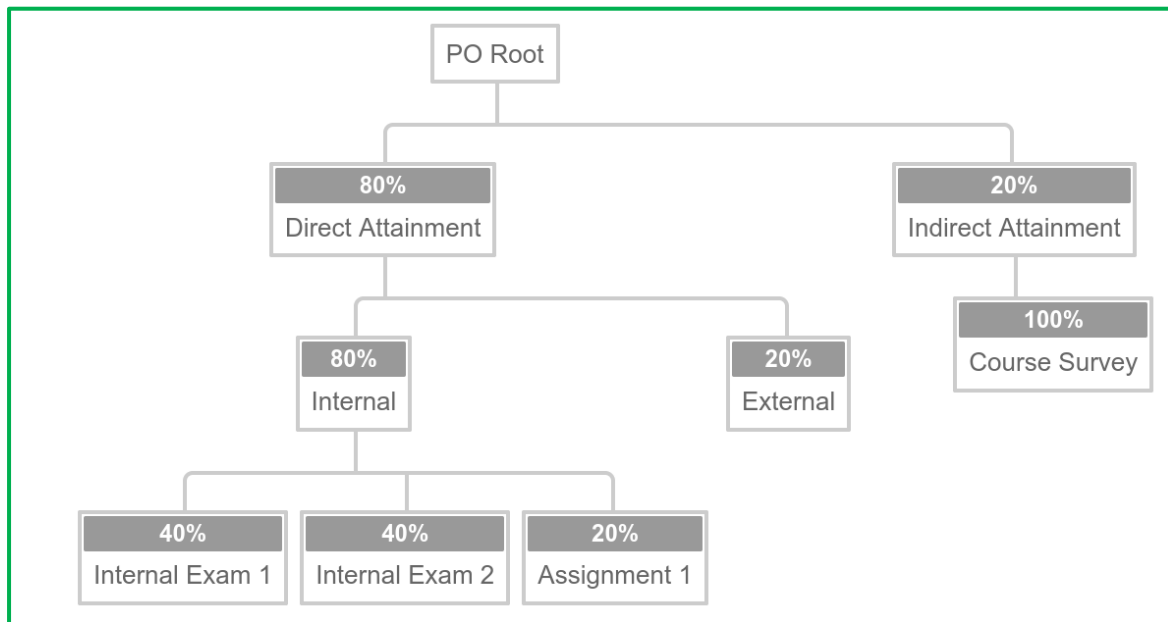 PO Root
80%
Direct Attainment
20%
Indirect Attainment
80%
Internal
20%
External
100%
Course Survey
40%
Internal Exam 1
40%
Internal Exam 2
20%
Assignment 1